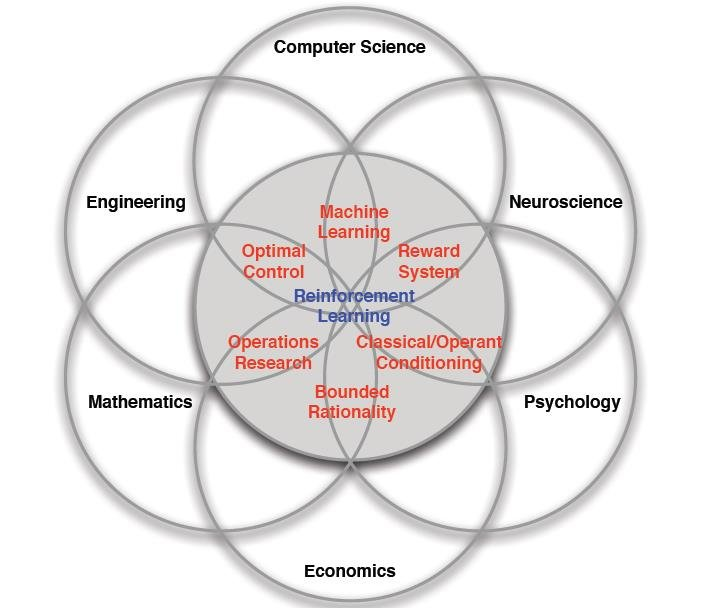 Computer Science
Engineering
Neuroscience
Machine
Learning
Optimal
Control
Reward
System
Reinforcement
Learning
Operations
Research
Classical/Operant
Conditioning
Bounded
Rationality
Mathematics
Psychology
Economics